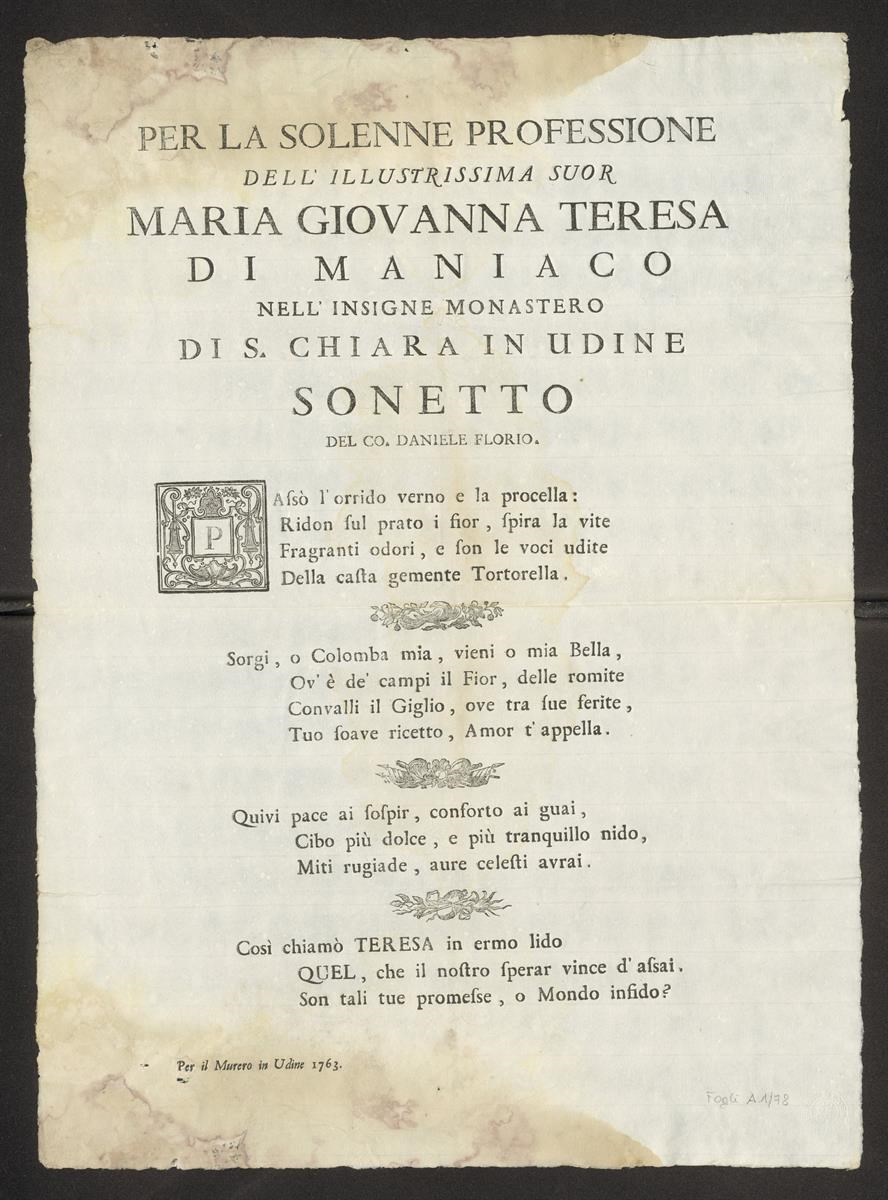 PER LA SOLENNE PROFESSIONE
DELL' ILLUSTRISSIMA SUOR
MARIA GIOVANNA TERESA
DI MANIACO
NELL' INSIGNE MONASTERO
DI S. CHIARA IN UDINE
SONETTO
DEL CO. DANIELE FLORIO.
PAſsò l'orrido verno e la procella:
Ridon ſul prato i fior, ſpira la vite
Fragranti odori, e ſon le voci udite
Della caſta gemente Tortorella.
Sorgi, o Colomba mia, vieni o mia Bella,
Ov' è de' campi il Fior, delle romite
Convalli il Giglio, ove tra ſue ferite,
Tuo ſoave ricetto, Amor t'appella.
Quivi pace ai ſoſpir, conforto ai guai,
Cibo più dolce, e più tranquillo nido,
Miti rugiade, aure celeſti avrai.
Così chiamò TERESA in ermo lido
QUEL, che il noſtro ſperar vince d'aſsai.
Son tali tue promeſse, o Mondo infido?
Per il Murero in Udine 1763.
Fogli A1/78